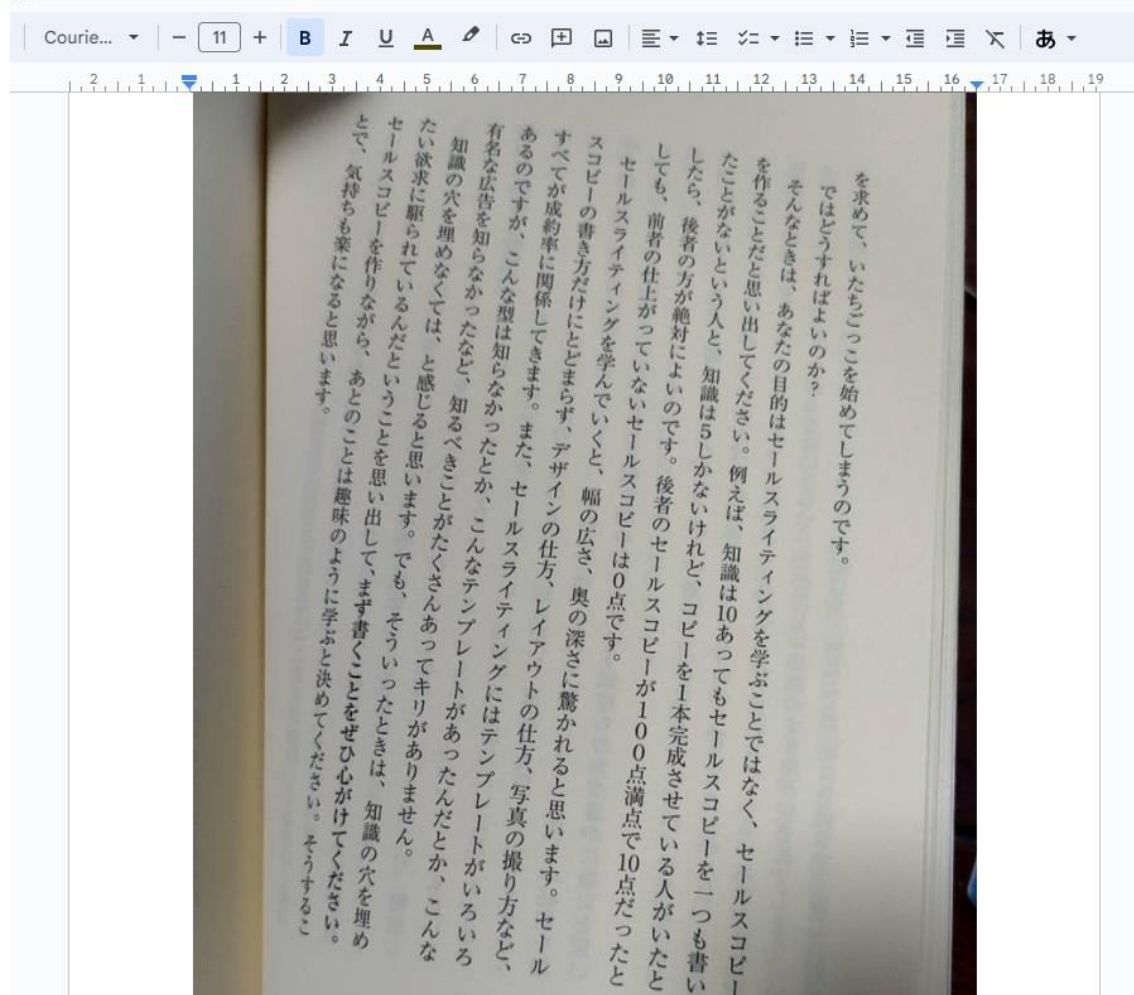 Courie...
11
B I U A
あ
2 1 1 2 3 4 5 6 7 8 9 10 11 12 13 14 15 16 17 18 19
を求めて、いたちごっこを始めてしまうのです。
ではどうすればよいのか?
そんなときは、あなたの目的はセールスライティングを学ぶことではなく、セールスコピー
を作ることだと思い出してください。例えば、知識は10あってもセールスコピーを一つも書い
たことがないという人と、知識は5しかないけれど、コピーを1本完成させている人がいたと
したら、後者の方が絶対によいのです。後者のセールスコピーが100点満点で10点だったと
しても、前者の仕上がっていないセールスコピーは0点です。
セールスライティングを学んでいくと、幅の広さ、奥の深さに驚かれると思います。セール
スコピーの書き方だけにとどまらず、デザインの仕方、レイアウトの仕方、写真の撮り方など、
すべてが成約率に関係してきます。また、セールスライティングにはテンプレートがいろいろ
あるのですが、こんな型は知らなかったとか、こんなテンプレートがあったんだとか、こんな
有名な広告を知らなかったなど、知るべきことがたくさんあってキリがありません。
知識の穴を埋めなくては、と感じると思います。でも、そういったときは、知識の穴を埋め
たい欲求に駆られているんだということを思い出して、まず書くことをぜひ心がけてください。
セールスコピーを作りながら、あとのことは趣味のように学ぶと決めてください。そうするこ
とで、気持ちも楽になると思います。